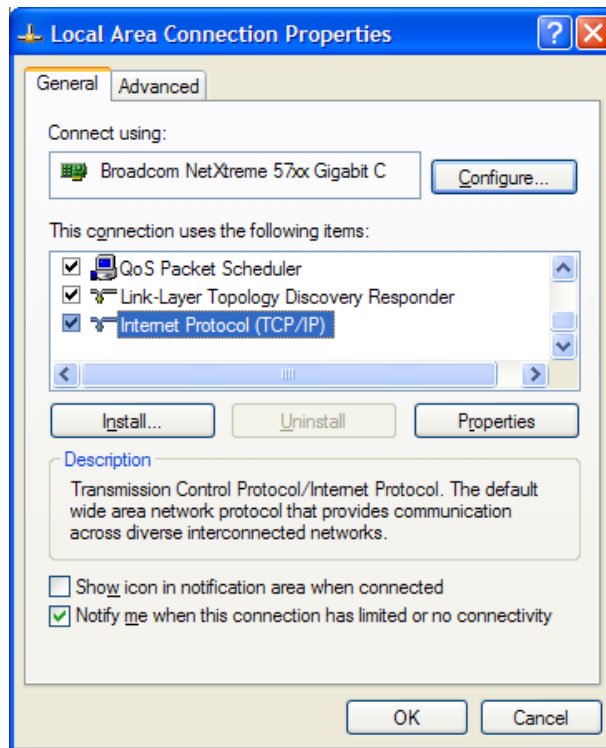 Local Area Connection Properties
General
Advanced
Connect using:
Broadcom NetXtreme 57xx Gigabit C
Configure...
This connection uses the following items:
QoS Packet Scheduler
Link-Layer Topology Discovery Responder
Internet Protocol (TCP/IP)
Install...
Uninstall
Properties
Description
Transmission Control Protocol/Internet Protocol. The default
wide area network protocol that provides communication
across diverse interconnected networks.
Show icon in notification area when connected
Notify me when this connection has limited or no connectivity
OK
Cancel